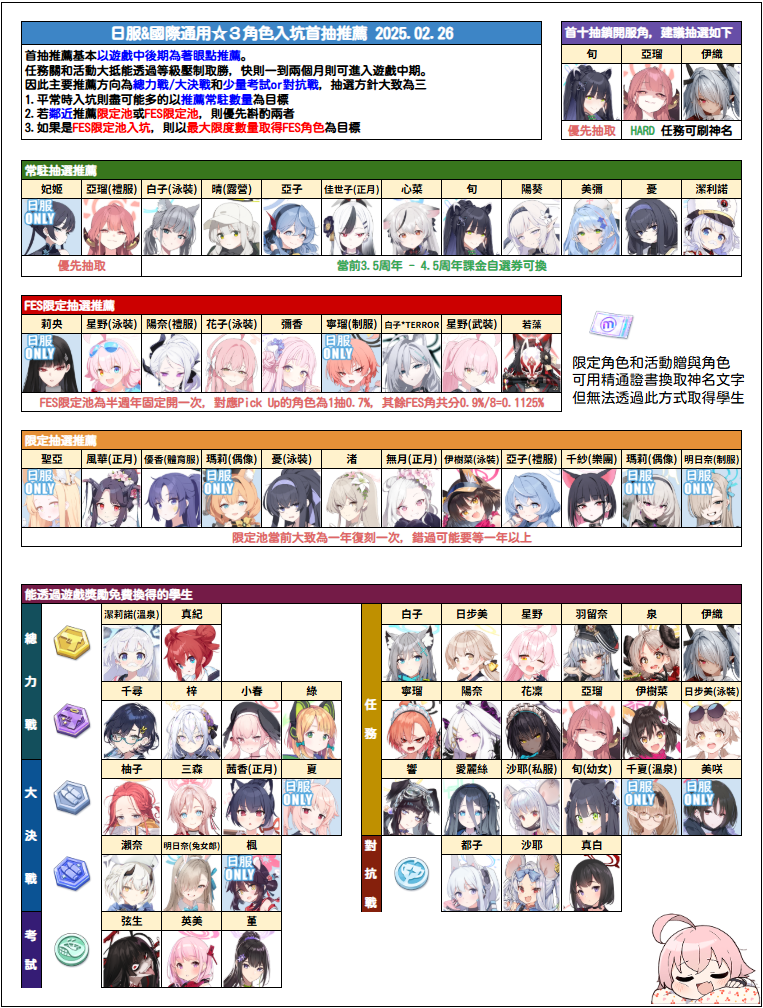 日服&國際通用☆3角色入坑首抽推薦 2025.02.26
首抽推薦基本以遊戲中後期為著眼點推薦。
任務關和活動大抵能透過等級壓制取勝，快則一到兩個月則可進入遊戲中期。
因此主要推薦方向為總力戰/大決戰和少量考試or對抗戰，抽選方針大致為三
1.平常時入坑則盡可能多的以推薦常駐數量為目標
2.若鄰近推薦限定池或FES限定池，則優先斟酌兩者
3.如果是FES限定池入坑，則以最大限度數量取得FES角色為目標
首十抽鎖開服角，建議抽選如下
旬 亞瑠 伊織
優先抽取 HARD 任務可刷神名
常駐抽選推薦
妃姬 亞瑠(禮服) 白子(泳裝) 晴(露營) 亞子 佳世子(正月) 心菜 旬 陽葵 美彌 憂 潔利諾
日服
ONLY
優先抽取 當前3.5周年 - 4.5周年課金自選券可換
FES限定抽選推薦
莉央 星野(泳裝) 陽奈(禮服) 花子(泳裝) 彌香 寧瑠(制服) 白子*TERROR 星野(武裝) 若藻
日服 日服
ONLY ONLY
FES限定池為半週年固定開一次，對應Pick Up的角色為1抽0.7%，其餘FES角共分0.9%/8=0.1125%
限定角色和活動贈與角色
可用精通證書換取神名文字
但無法透過此方式取得學生
限定抽選推薦
聖亞 風華(正月) 優香(體育服) 瑪莉(偶像) 憂(泳裝) 渚 無月(正月) 伊樹菜(泳裝) 亞子(禮服) 千紗(樂團) 瑪莉(偶像) 明日奈(制服)
日服 日服 日服 日服
ONLY ONLY ONLY ONLY
限定池當前大致為一年復刻一次，錯過可能要等一年以上
能透過遊戲獎勵免費換得的學生
總力戰
潔莉諾(溫泉) 真紀
千尋 梓 小春 綠
大決戰
柚子 三森 茜香(正月) 夏
日服
ONLY
瀨奈 明日奈(兔女郎) 楓
日服
ONLY
考試
弦生 英美 堇
任務
白子 日步美 星野 羽留奈 泉 伊織
寧瑠 陽奈 花凜 亞瑠 伊樹菜 日步美(泳裝)
響 愛麗絲 沙耶(私服) 旬(幼女) 千夏(溫泉) 美咲
日服 日服
ONLY ONLY
對抗戰
都子 沙耶 真白